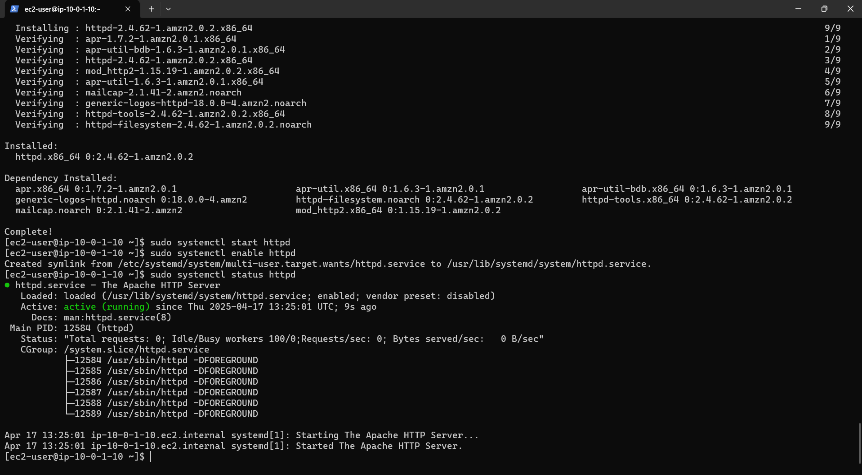 ec2-user@ip-10-0-1-10:~
Installing : httpd-2.4.62-1.amzn2.0.2.x86_64 9/9
Verifying : apr-1.7.2-1.amzn2.0.1.x86_64 1/9
Verifying : apr-util-bdb-1.6.3-1.amzn2.0.1.x86_64 2/9
Verifying : httpd-2.4.62-1.amzn2.0.2.x86_64 3/9
Verifying : mod_http2-1.15.19-1.amzn2.0.2.x86_64 4/9
Verifying : apr-util-1.6.3-1.amzn2.0.1.x86_64 5/9
Verifying : mailcap-2.1.41-2.amzn2.noarch 6/9
Verifying : generic-logos-httpd-18.0.0-4.amzn2.noarch 7/9
Verifying : httpd-tools-2.4.62-1.amzn2.0.2.x86_64 8/9
Verifying : httpd-filesystem-2.4.62-1.amzn2.0.2.noarch 9/9
Installed:
httpd.x86_64 0:2.4.62-1.amzn2.0.2
Dependency Installed:
apr.x86_64 0:1.7.2-1.amzn2.0.1 apr-util.x86_64 0:1.6.3-1.amzn2.0.1 apr-util-bdb.x86_64 0:1.6.3-1.amzn2.0.1
generic-logos-httpd.noarch 0:18.0.0-4.amzn2 httpd-filesystem.noarch 0:2.4.62-1.amzn2.0.2 httpd-tools.x86_64 0:2.4.62-1.amzn2.0.2
mailcap.noarch 0:2.1.41-2.amzn2 mod_http2.x86_64 0:1.15.19-1.amzn2.0.2
Complete!
[ec2-user@ip-10-0-1-10 ~]$ sudo systemctl start httpd
[ec2-user@ip-10-0-1-10 ~]$ sudo systemctl enable httpd
Created symlink from /etc/systemd/system/multi-user.target.wants/httpd.service to /usr/lib/systemd/system/httpd.service.
[ec2-user@ip-10-0-1-10 ~]$ sudo systemctl status httpd
● httpd.service - The Apache HTTP Server
Loaded: loaded (/usr/lib/systemd/system/httpd.service; enabled; vendor preset: disabled)
Active: active (running) since Thu 2025-04-17 13:25:01 UTC; 9s ago
Docs: man:httpd.service(8)
Main PID: 12584 (httpd)
Status: "Total requests: 0; Idle/Busy workers 100/0;Requests/sec: 0; Bytes served/sec:   0 B/sec"
CGroup: /system.slice/httpd.service
├─12584 /usr/sbin/httpd -DFOREGROUND
├─12585 /usr/sbin/httpd -DFOREGROUND
├─12586 /usr/sbin/httpd -DFOREGROUND
├─12587 /usr/sbin/httpd -DFOREGROUND
├─12588 /usr/sbin/httpd -DFOREGROUND
└─12589 /usr/sbin/httpd -DFOREGROUND
Apr 17 13:25:01 ip-10-0-1-10.ec2.internal systemd[1]: Starting The Apache HTTP Server...
Apr 17 13:25:01 ip-10-0-1-10.ec2.internal systemd[1]: Started The Apache HTTP Server.
[ec2-user@ip-10-0-1-10 ~]$